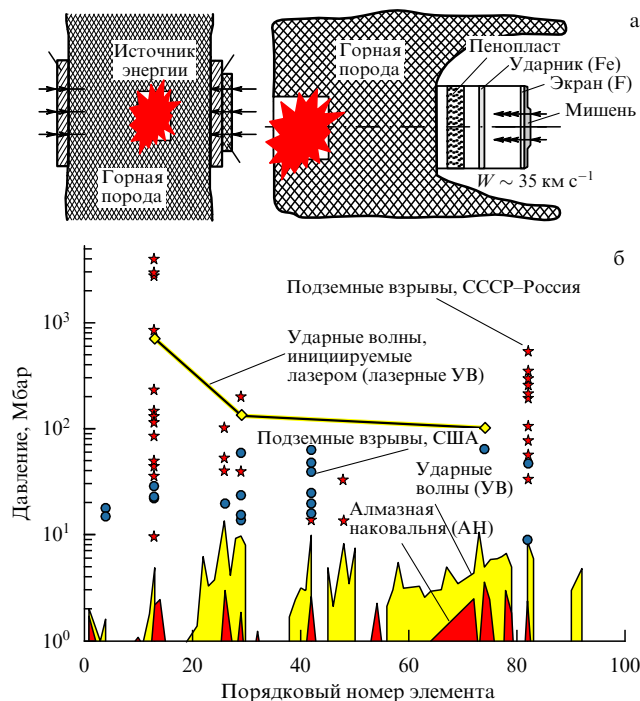 а
Источник
энергии
Горная
порода
Горная
порода
Пенопласт
Ударник (Fe)
Экран (F)
Мишень
W ~ 35 км с⁻¹
б
Подземные взрывы, СССР–Россия
Ударные волны,
инициируемые
лазером (лазерные УВ)
Подземные взрывы, США
Ударные
волны (УВ)
Алмазная
наковальня (АН)
Давление, Мбар
10³
10²
10¹
10⁰
0 20 40 60 80 100
Порядковый номер элемента